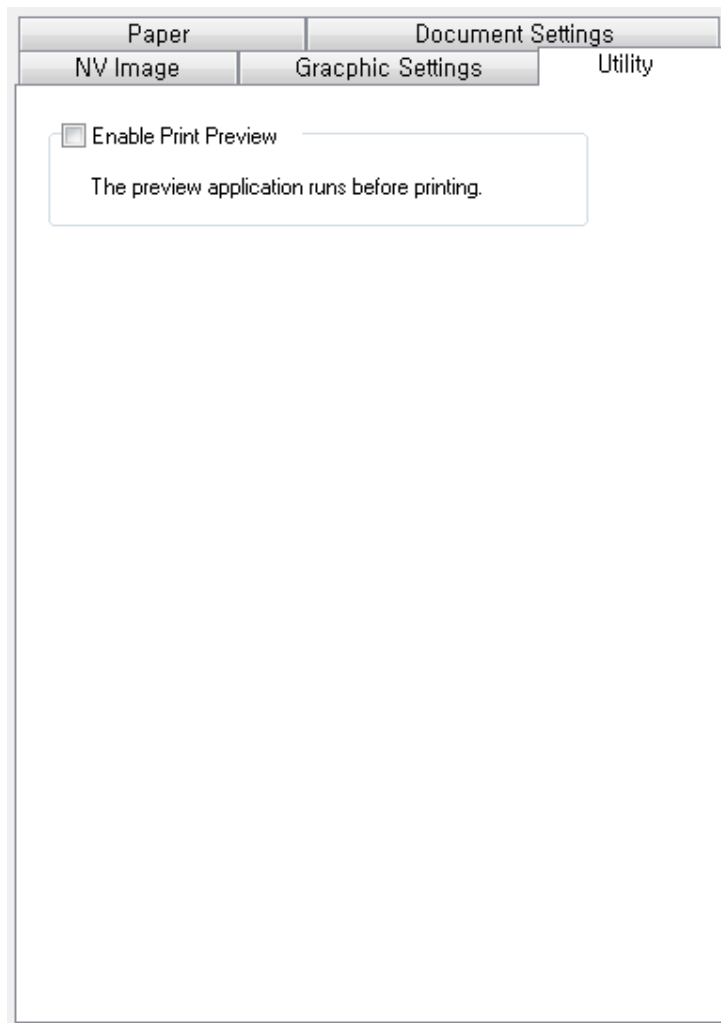 Paper Document Settings
NV Image Gracphic Settings Utility
Enable Print Preview
The preview application runs before printing.